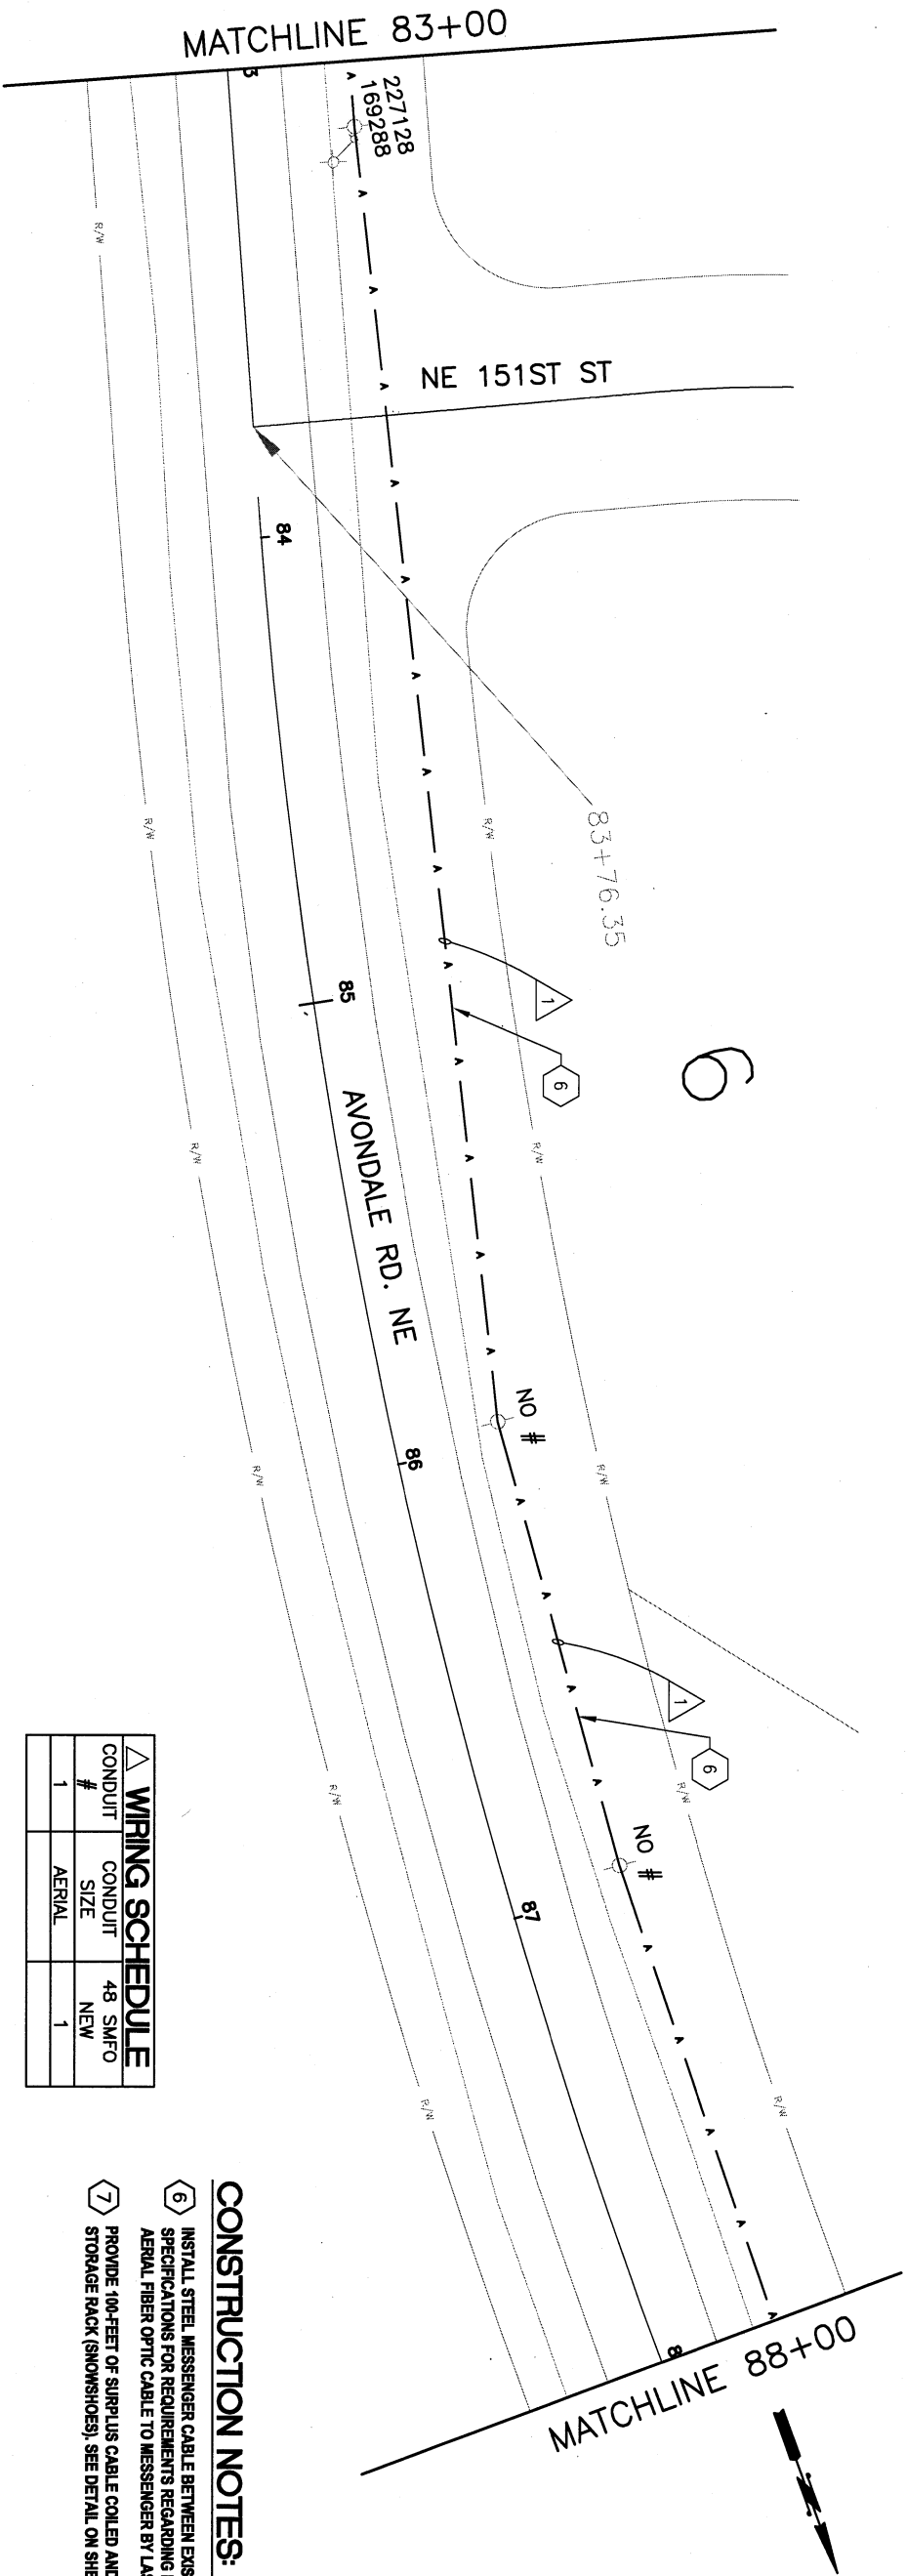 MATCHLINE 83+00
227128
169288
NE 151ST ST
83+76.35
R/W
84
R/W
R/W
85
1
6
6
AVONDALE RD. NE
R/W
R/W
NO #
86
R/W
R/W
1
6
R/W
R/W
NO #
87
R/W
R/W
MATCHLINE 88+00
WIRING SCHEDULE
CONDUIT # CONDUIT SIZE 48 SMFO NEW
1 AERIAL 1
CONSTRUCTION NOTES:
6 INSTALL STEEL MESSENGER CABLE BETWEEN EXIS
SPECIFICATIONS FOR REQUIREMENTS REGARDING
AERIAL FIBER OPTIC CABLE TO MESSENGER BY LAS
7 PROVIDE 100-FEET OF SURPLUS CABLE COILED AND
STORAGE RACK (SNOWSHOES). SEE DETAIL ON SHE